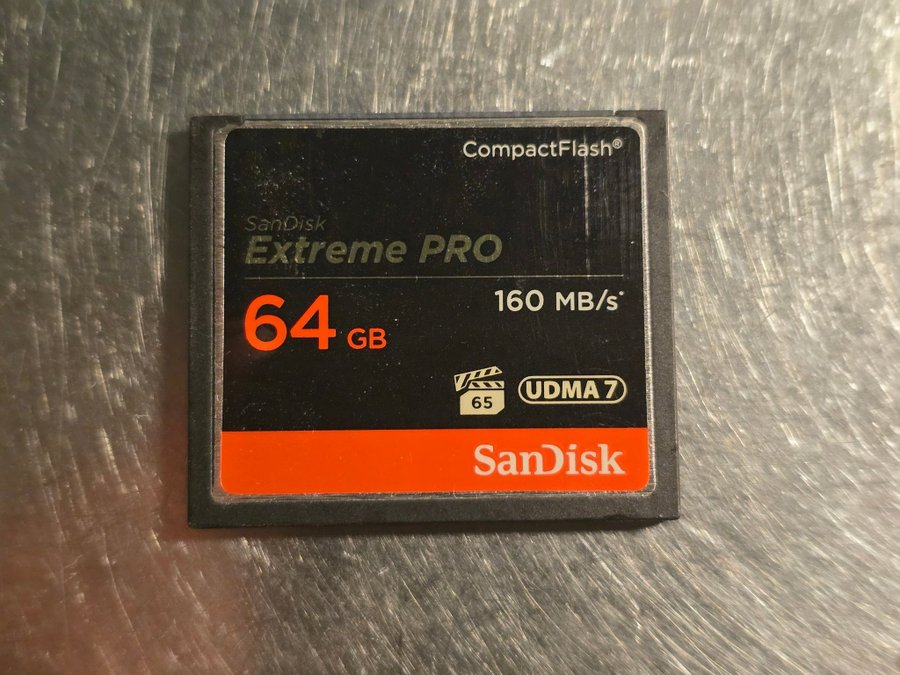 CompactFlash®
SanDisk
Extreme PRO
160 MB/s*
64 GB
65
UDMA 7
SanDisk